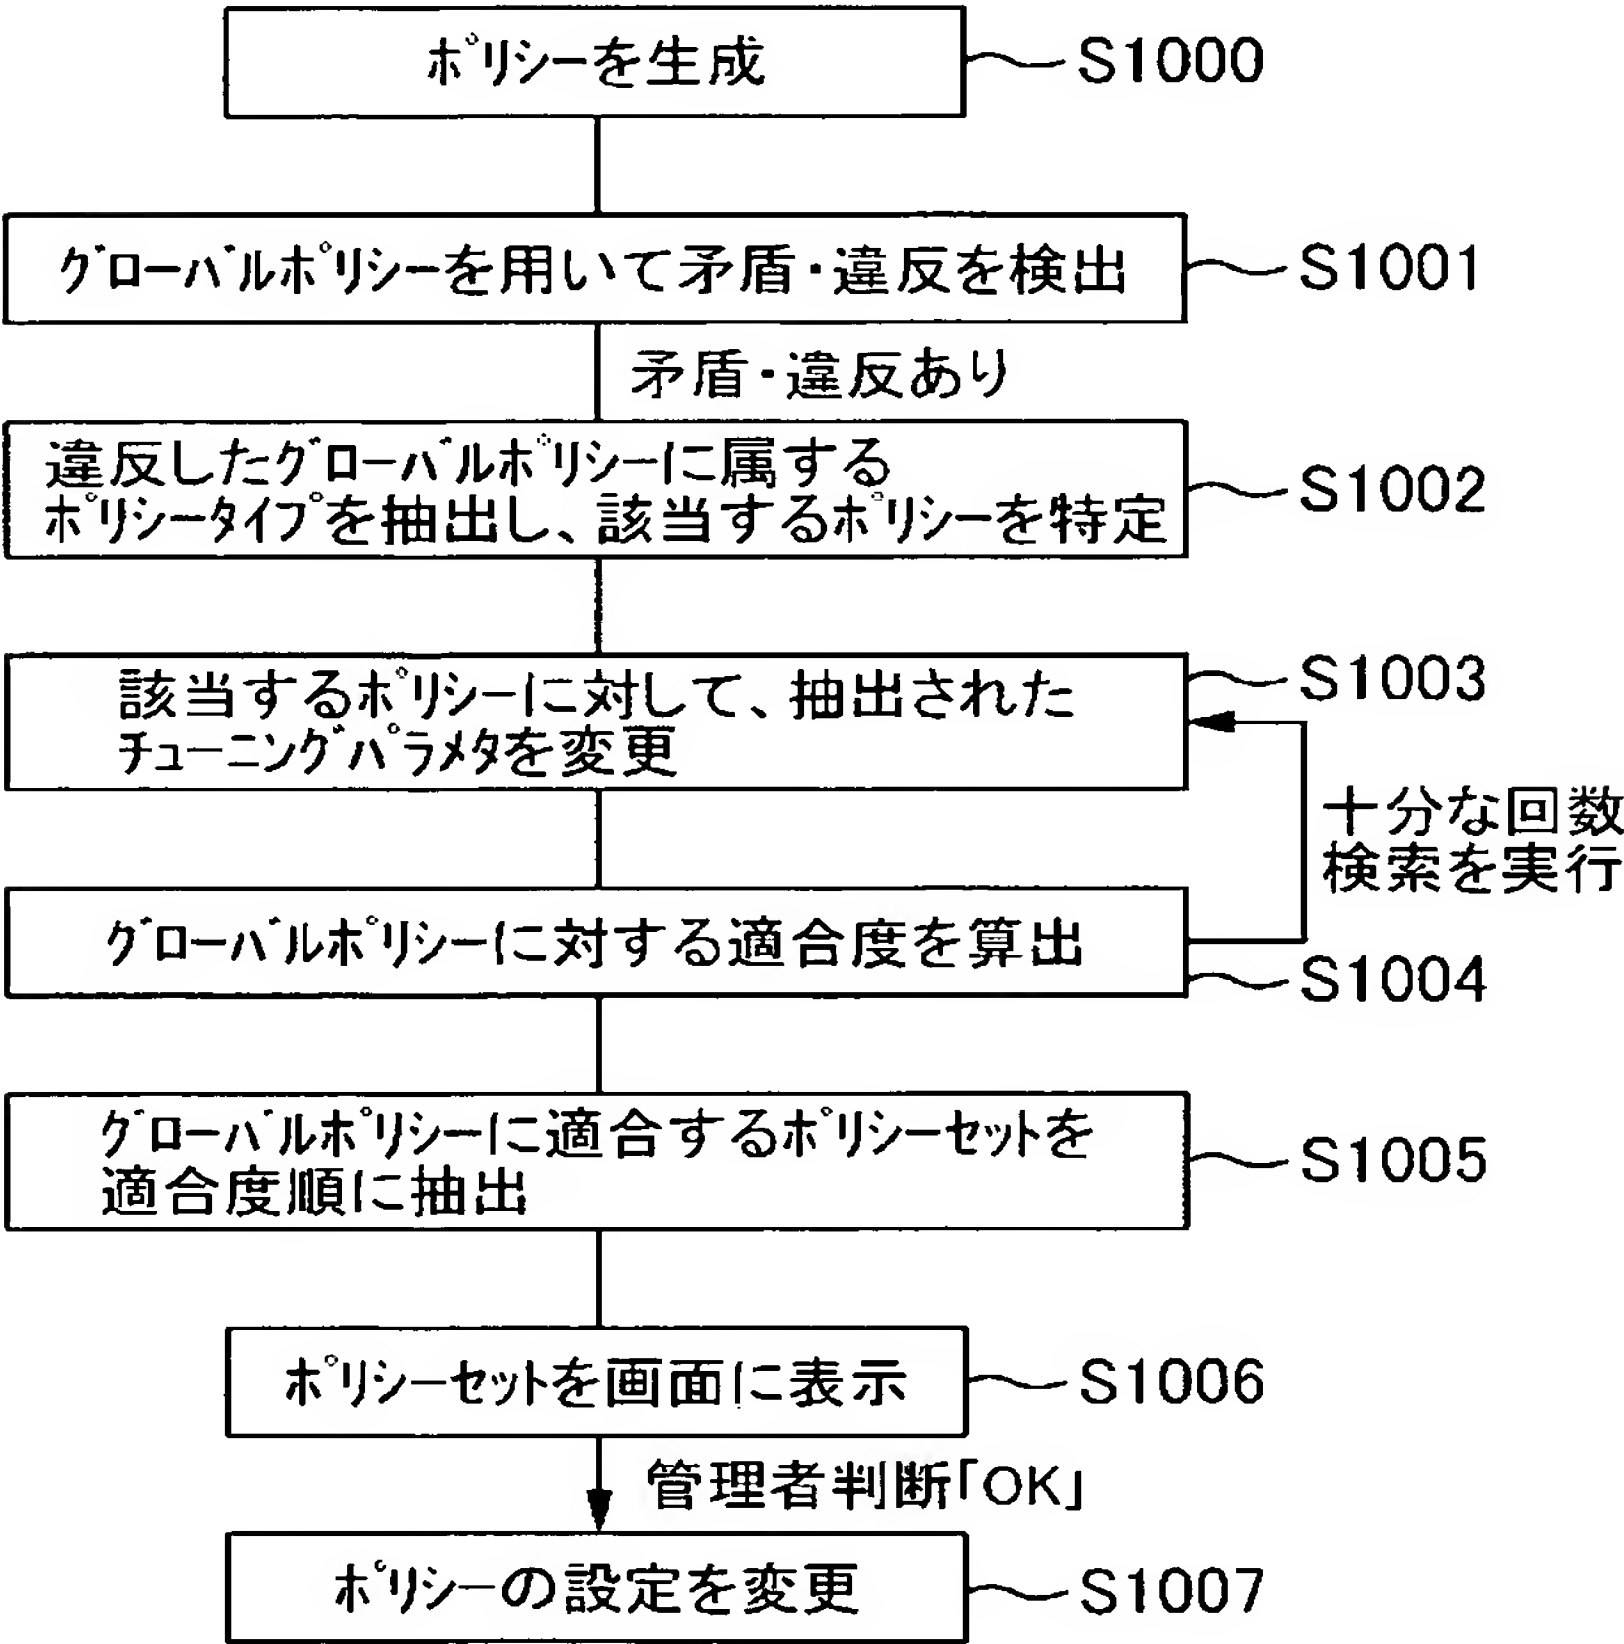 ポリシーを生成
S1000
グローバルポリシーを用いて矛盾・違反を検出
S1001
矛盾・違反あり
違反したグローバルポリシーに属する
ポリシータイプを抽出し、該当するポリシーを特定
S1002
該当するポリシーに対して、抽出された
チューニングパラメタを変更
S1003
十分な回数
検索を実行
グローバルポリシーに対する適合度を算出
S1004
グローバルポリシーに適合するポリシーセットを
適合度順に抽出
S1005
ポリシーセットを画面に表示
S1006
管理者判断「OK」
ポリシーの設定を変更
S1007